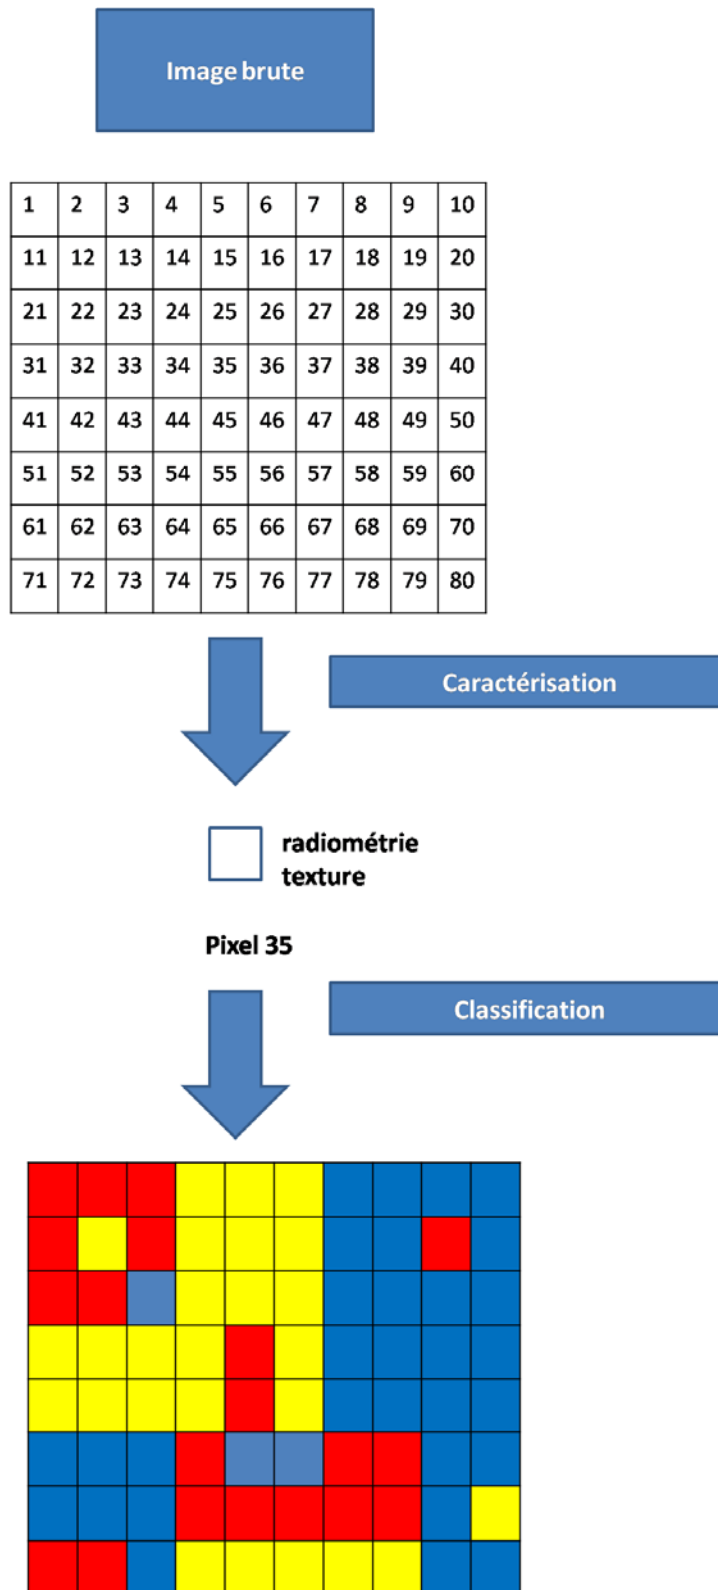 Image brute
1 2 3 4 5 6 7 8 9 10
11 12 13 14 15 16 17 18 19 20
21 22 23 24 25 26 27 28 29 30
31 32 33 34 35 36 37 38 39 40
41 42 43 44 45 46 47 48 49 50
51 52 53 54 55 56 57 58 59 60
61 62 63 64 65 66 67 68 69 70
71 72 73 74 75 76 77 78 79 80
Caractérisation
radiométrie
texture
Pixel 35
Classification